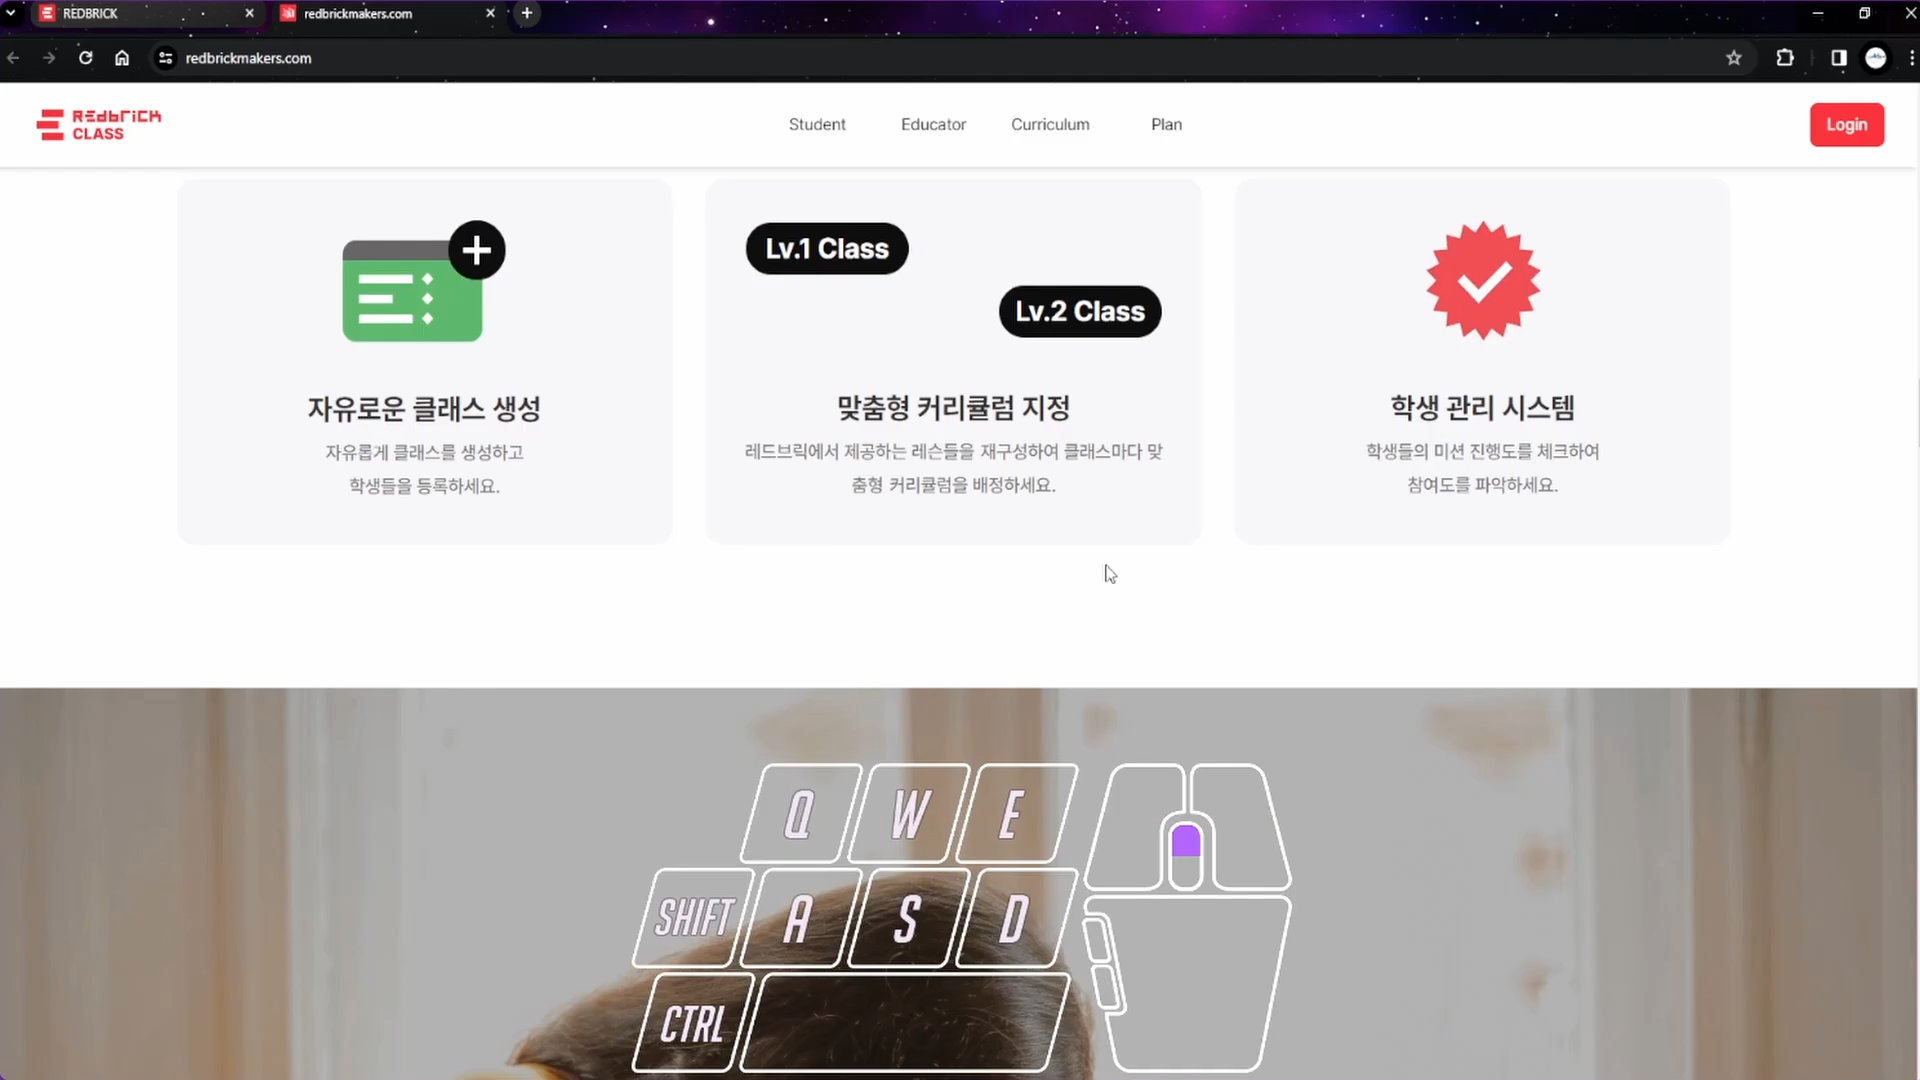 REDBRICK
redbrickmakers.com
redbrickmakers.com
REdbrICK
CLASS
Student
Educator
Curriculum
Plan
Login
Lv.1 Class
Lv.2 Class
자유로운 클래스 생성
자유롭게 클래스를 생성하고
학생들을 등록하세요.
맞춤형 커리큘럼 지정
레드브릭에서 제공하는 레슨들을 재구성하여 클래스마다 맞
춤형 커리큘럼을 배정하세요.
학생 관리 시스템
학생들의 미션 진행도를 체크하여
참여도를 파악하세요.
Q W E
SHIFT A S D
CTRL